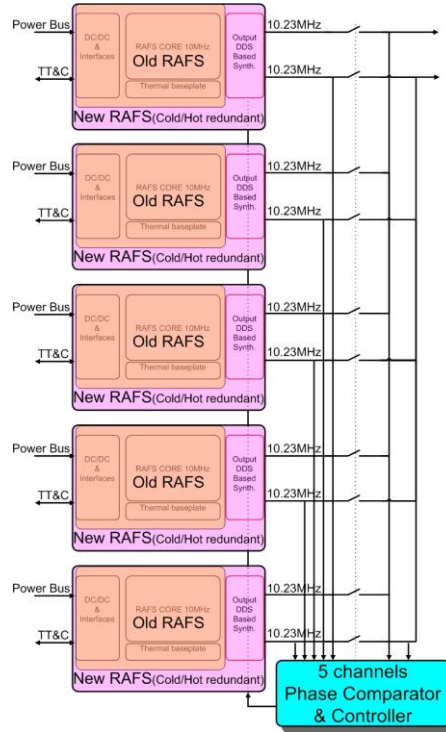 Power Bus
DC/DC
&
Interfaces
RAFS CORE 10MHz
Old RAFS
Thermal baseplate
Output
DDS
Based
Synth.
10.23MHz
TT&C
10.23MHz
New RAFS(Cold/Hot redundant)
Power Bus
DC/DC
&
Interfaces
RAFS CORE 10MHz
Old RAFS
Thermal baseplate
Output
DDS
Based
Synth.
10.23MHz
TT&C
10.23MHz
New RAFS(Cold/Hot redundant)
Power Bus
DC/DC
&
Interfaces
RAFS CORE 10MHz
Old RAFS
Thermal baseplate
Output
DDS
Based
Synth.
10.23MHz
TT&C
10.23MHz
New RAFS(Cold/Hot redundant)
Power Bus
DC/DC
&
Interfaces
RAFS CORE 10MHz
Old RAFS
Thermal baseplate
Output
DDS
Based
Synth.
10.23MHz
TT&C
10.23MHz
New RAFS(Cold/Hot redundant)
Power Bus
DC/DC
&
Interfaces
RAFS CORE 10MHz
Old RAFS
Thermal baseplate
Output
DDS
Based
Synth.
10.23MHz
TT&C
10.23MHz
New RAFS(Cold/Hot redundant)
5 channels
Phase Comparator
& Controller